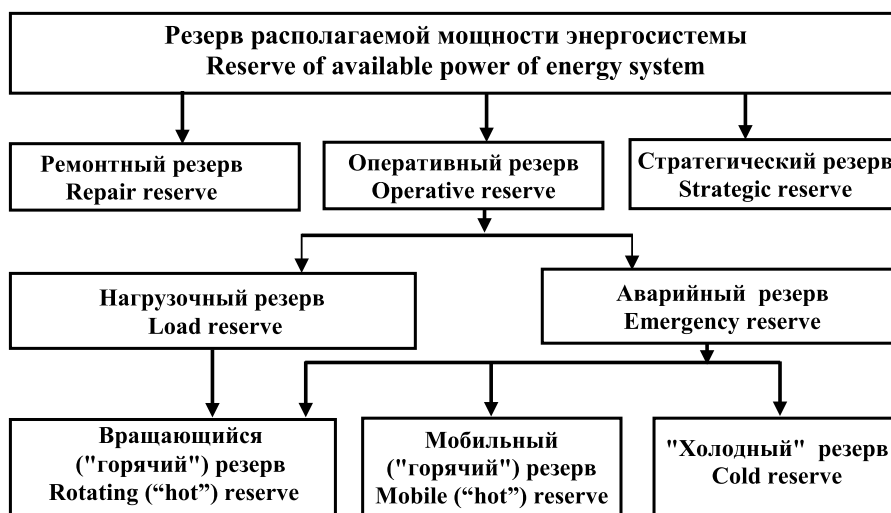 Резерв располагаемой мощности энергосистемы
Reserve of available power of energy system
Ремонтный резерв
Repair reserve
Оперативный резерв
Operative reserve
Стратегический резерв
Strategic reserve
Нагрузочный резерв
Load reserve
Аварийный резерв
Emergency reserve
Вращающийся
("горячий") резерв
Rotating (“hot”) reserve
Мобильный
("горячий") резерв
Mobile (“hot”) reserve
"Холодный" резерв
Cold reserve